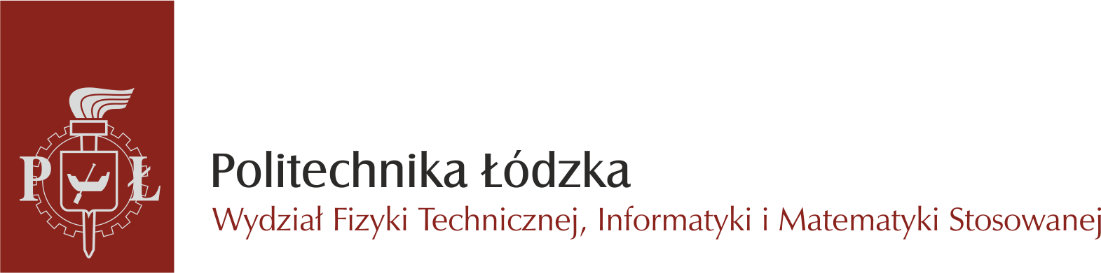 P Ł
Politechnika Łódzka
Wydział Fizyki Technicznej, Informatyki i Matematyki Stosowanej